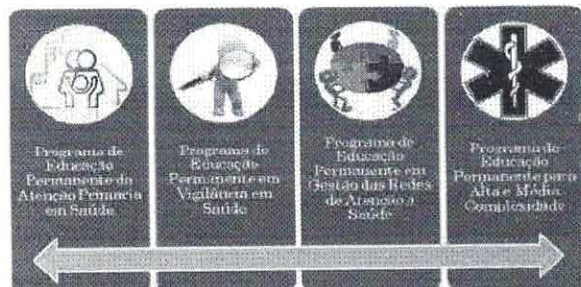 Programa de
Educação
Permanente da
Atenção Primária
em Saúde
Programa de
Educação
Permanente em
Vigilância em
Saúde
Programa de
Educação
Permanente em
Gestão das Redes
de Atenção à
Saúde
Programa de
Educação
Permanente para
Alta e Média
Complexidade